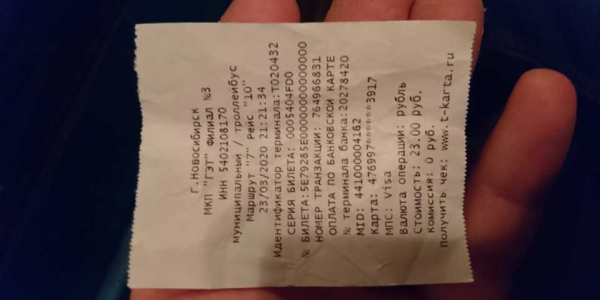 Г.Новосибирск
МКП "ГЭТ" Филиал №3
ИНН 5402108170
муниципальный / троллейбус
Маршрут "7" Рейс "10"
23/03/2020 21:21:34
Идентификатор терминала:T020432
СЕРИЯ БИЛЕТА: 0005404FD0
№ БИЛЕТА:5E79285E0000000000000000
НОМЕР ТРАНЗАКЦИИ: 764966831
ОПЛАТА ПО БАНКОВСКОЙ КАРТЕ
№ терминала банка:20278420
MID: 441000004162
Карта: 476997******3917
МПС: Visa
Валюта операции: рубль
Стоимость: 23.00 руб.
Комиссия: 0 руб.
Получить чек: www.t-karta.ru